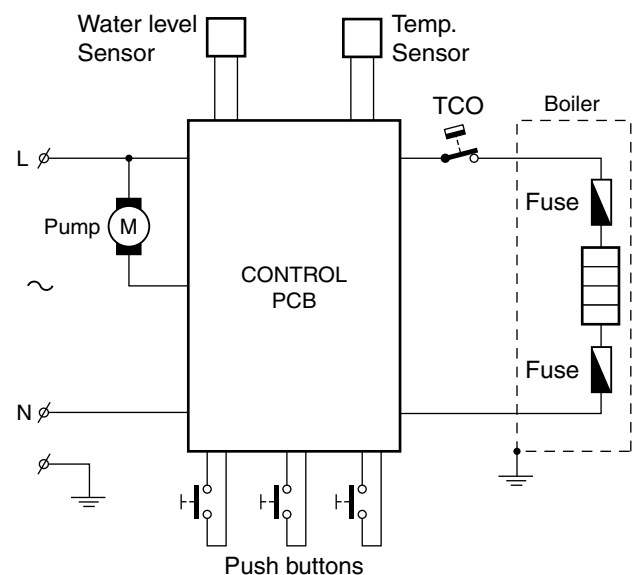 Water level
Sensor
Temp.
Sensor
TCO
Boiler
L
Fuse
Pump
M
CONTROL
PCB
Fuse
N
Push buttons